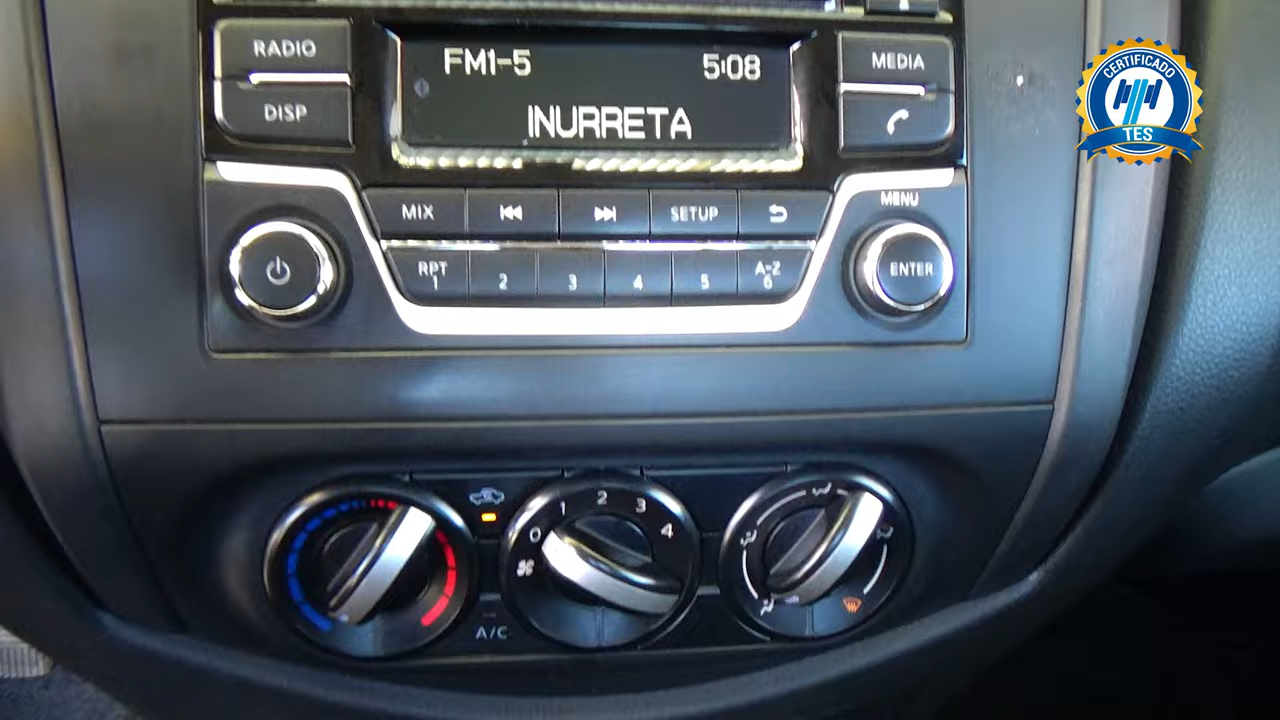 RADIO
FM1-5
5:08
MEDIA
CERTIFICADO
TES
DISP
INURRETA
MENU
MIX
SETUP
ENTER
RPT
A-Z
1
2
3
4
5
6
0
1
2
3
4
A/C